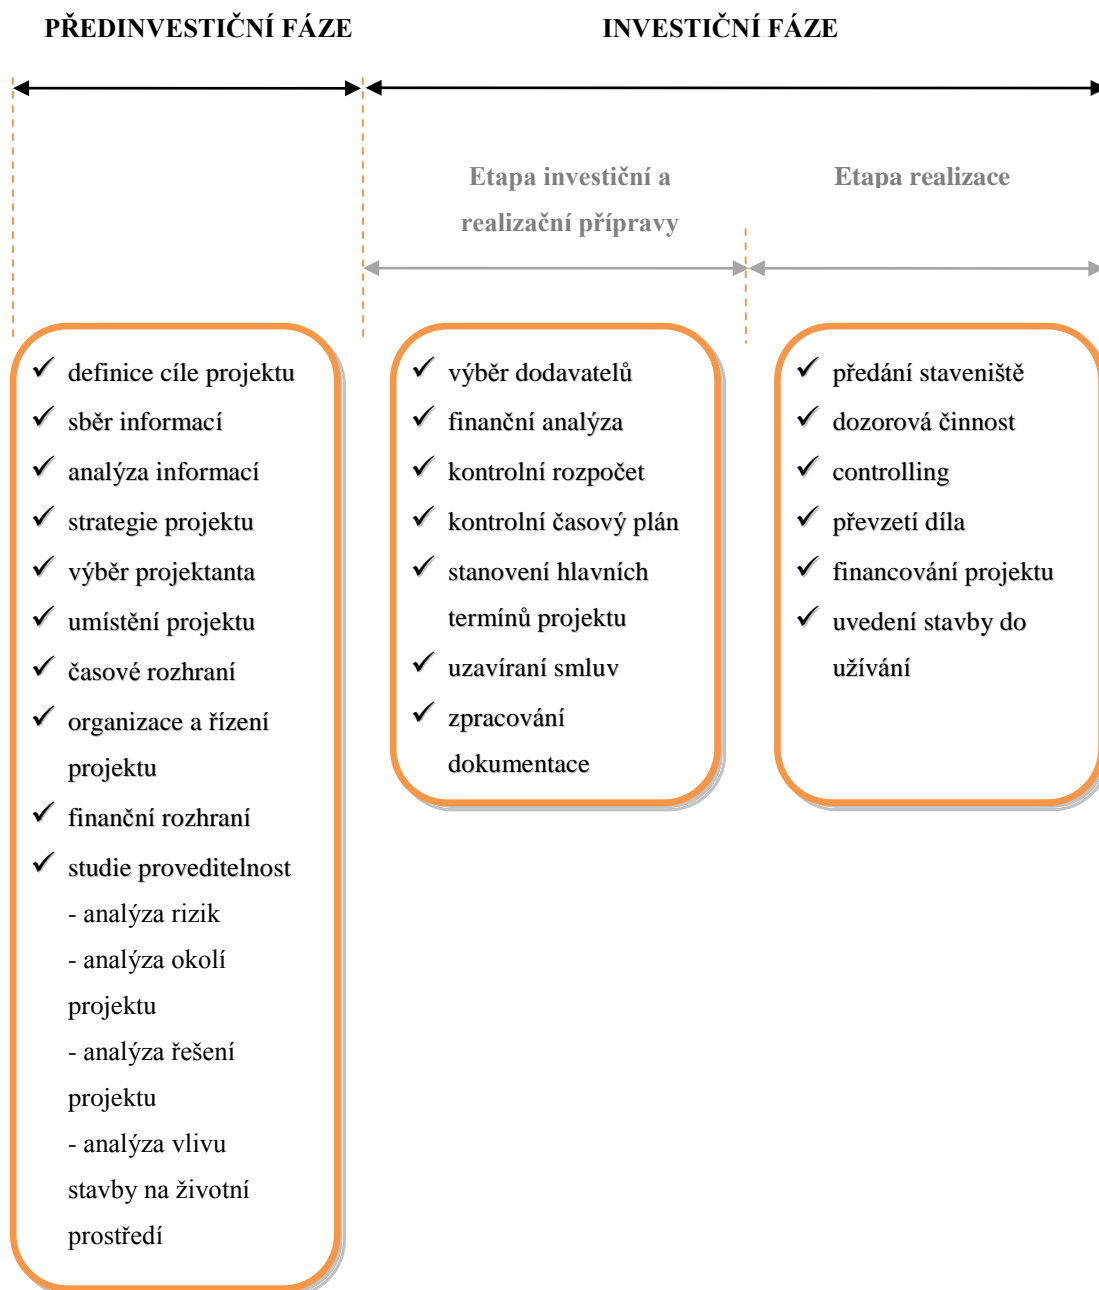 PŘEDINVESTIČNÍ FÁZE
INVESTIČNÍ FÁZE
Etapa investiční a
realizační přípravy
Etapa realizace
✓ definice cíle projektu
✓ sběr informací
✓ analýza informací
✓ strategie projektu
✓ výběr projektanta
✓ umístění projektu
✓ časové rozhraní
✓ organizace a řízení
projektu
✓ finanční rozhraní
✓ studie proveditelnost
- analýza rizik
- analýza okolí
projektu
- analýza řešení
projektu
- analýza vlivu
stavby na životní
prostředí
✓ výběr dodavatelů
✓ finanční analýza
✓ kontrolní rozpočet
✓ kontrolní časový plán
✓ stanovení hlavních
termínů projektu
✓ uzavíraní smluv
✓ zpracování
dokumentace
✓ předání staveniště
✓ dozorová činnost
✓ controlling
✓ převzetí díla
✓ financování projektu
✓ uvedení stavby do
užívání